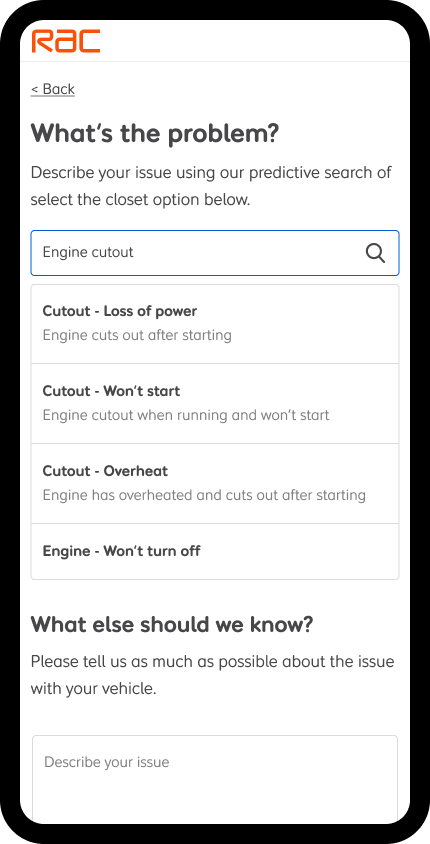 RAC
< Back
What's the problem?
Describe your issue using our predictive search of
select the closet option below.
Engine cutout
Cutout - Loss of power
Engine cuts out after starting
Cutout - Won't start
Engine cutout when running and won't start
Cutout - Overheat
Engine has overheated and cuts out after starting
Engine - Won't turn off
What else should we know?
Please tell us as much as possible about the issue
with your vehicle.
Describe your issue